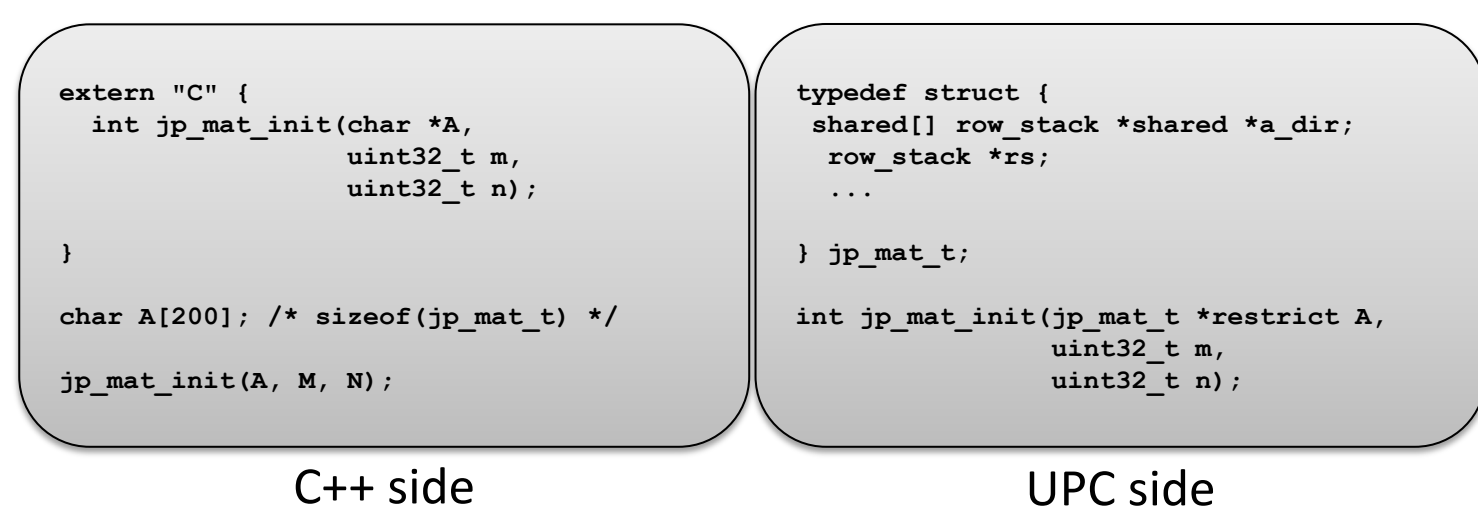 extern "C" {
  int jp_mat_init(char *A,
                  uint32_t m,
                  uint32_t n);
}
char A[200]; /* sizeof(jp_mat_t) */
jp_mat_init(A, M, N);
C++ side
typedef struct {
 shared[] row_stack *shared *a_dir;
  row_stack *rs;
  ...
} jp_mat_t;
int jp_mat_init(jp_mat_t *restrict A,
                uint32_t m,
                uint32_t n);
UPC side